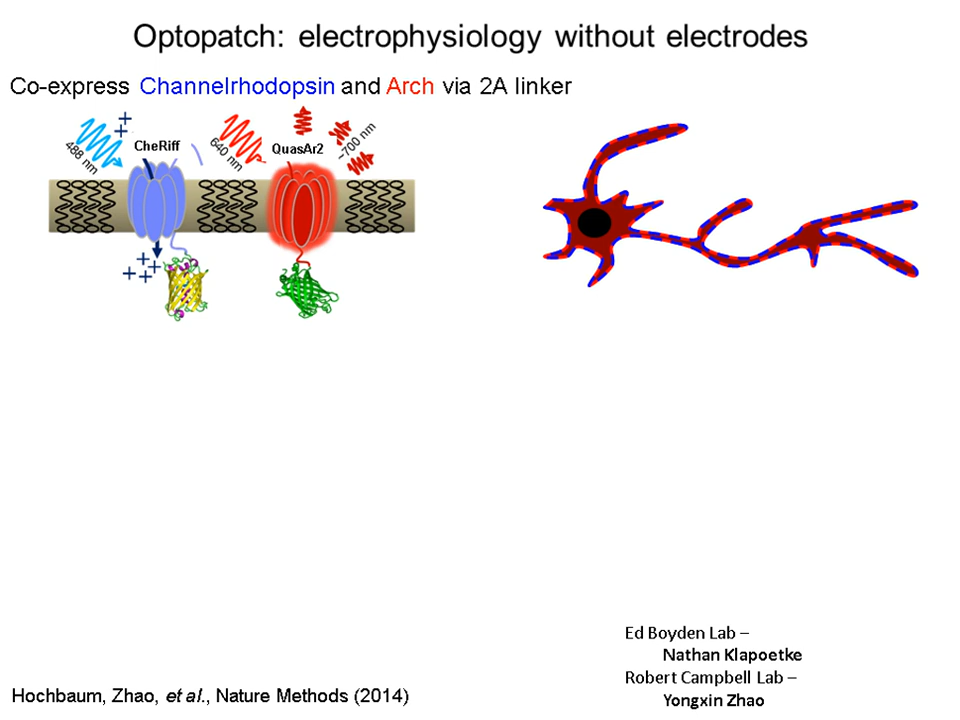 Optopatch: electrophysiology without electrodes
Co-express Channelrhodopsin and Arch via 2A linker
488 nm
CheRiff
640 nm
QuasAr2
~700 nm
Ed Boyden Lab –
Nathan Klapoetke
Robert Campbell Lab –
Yongxin Zhao
Hochbaum, Zhao, et al., Nature Methods (2014)